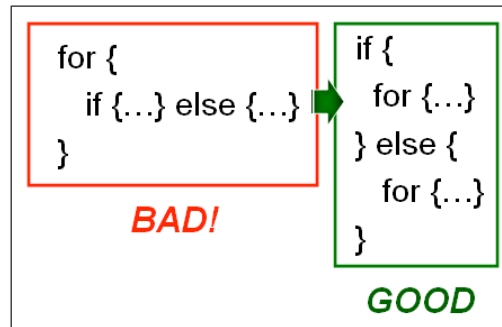 for {
if {...} else {...}
}
BAD!
if {
for {...}
} else {
for {...}
}
GOOD